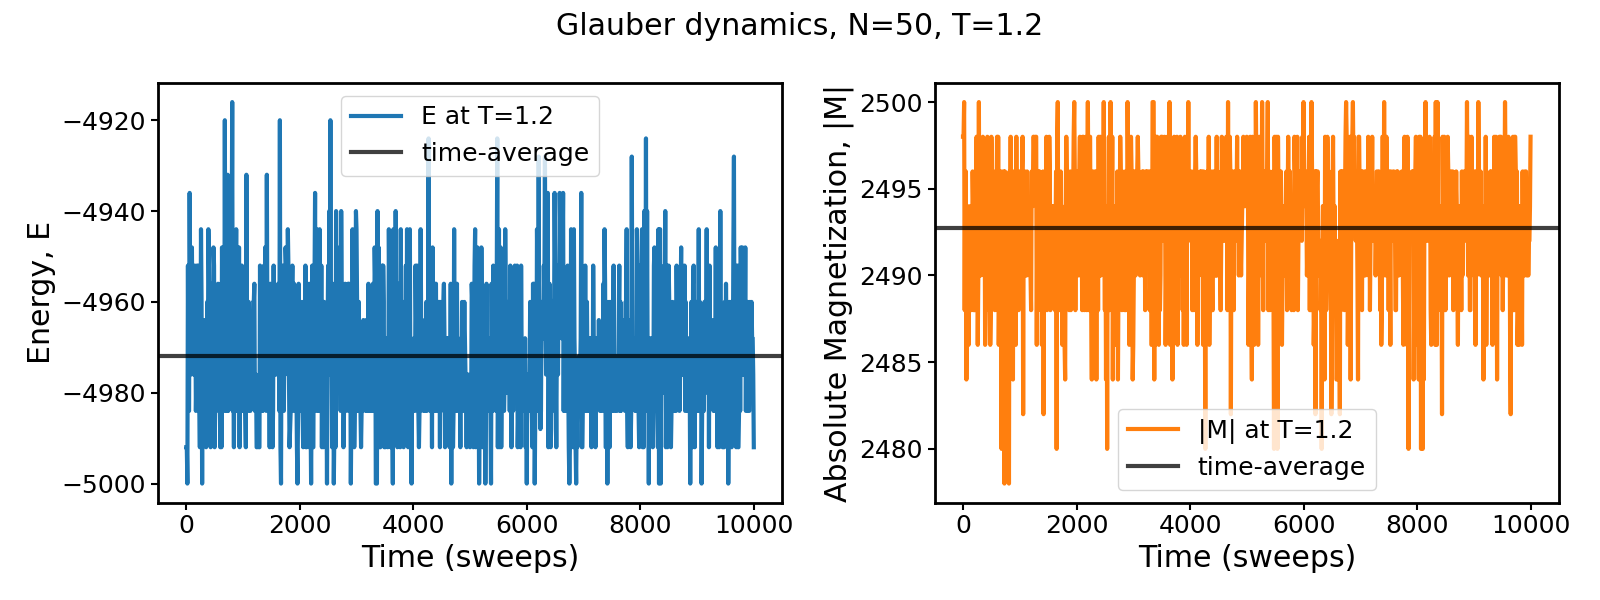 Glauber dynamics, N=50, T=1.2
Energy, E
−4920
−4940
−4960
−4980
−5000
E at T=1.2
time-average
0 2000 4000 6000 8000 10000
Time (sweeps)
Absolute Magnetization, |M|
2500
2495
2490
2485
2480
|M| at T=1.2
time-average
0 2000 4000 6000 8000 10000
Time (sweeps)